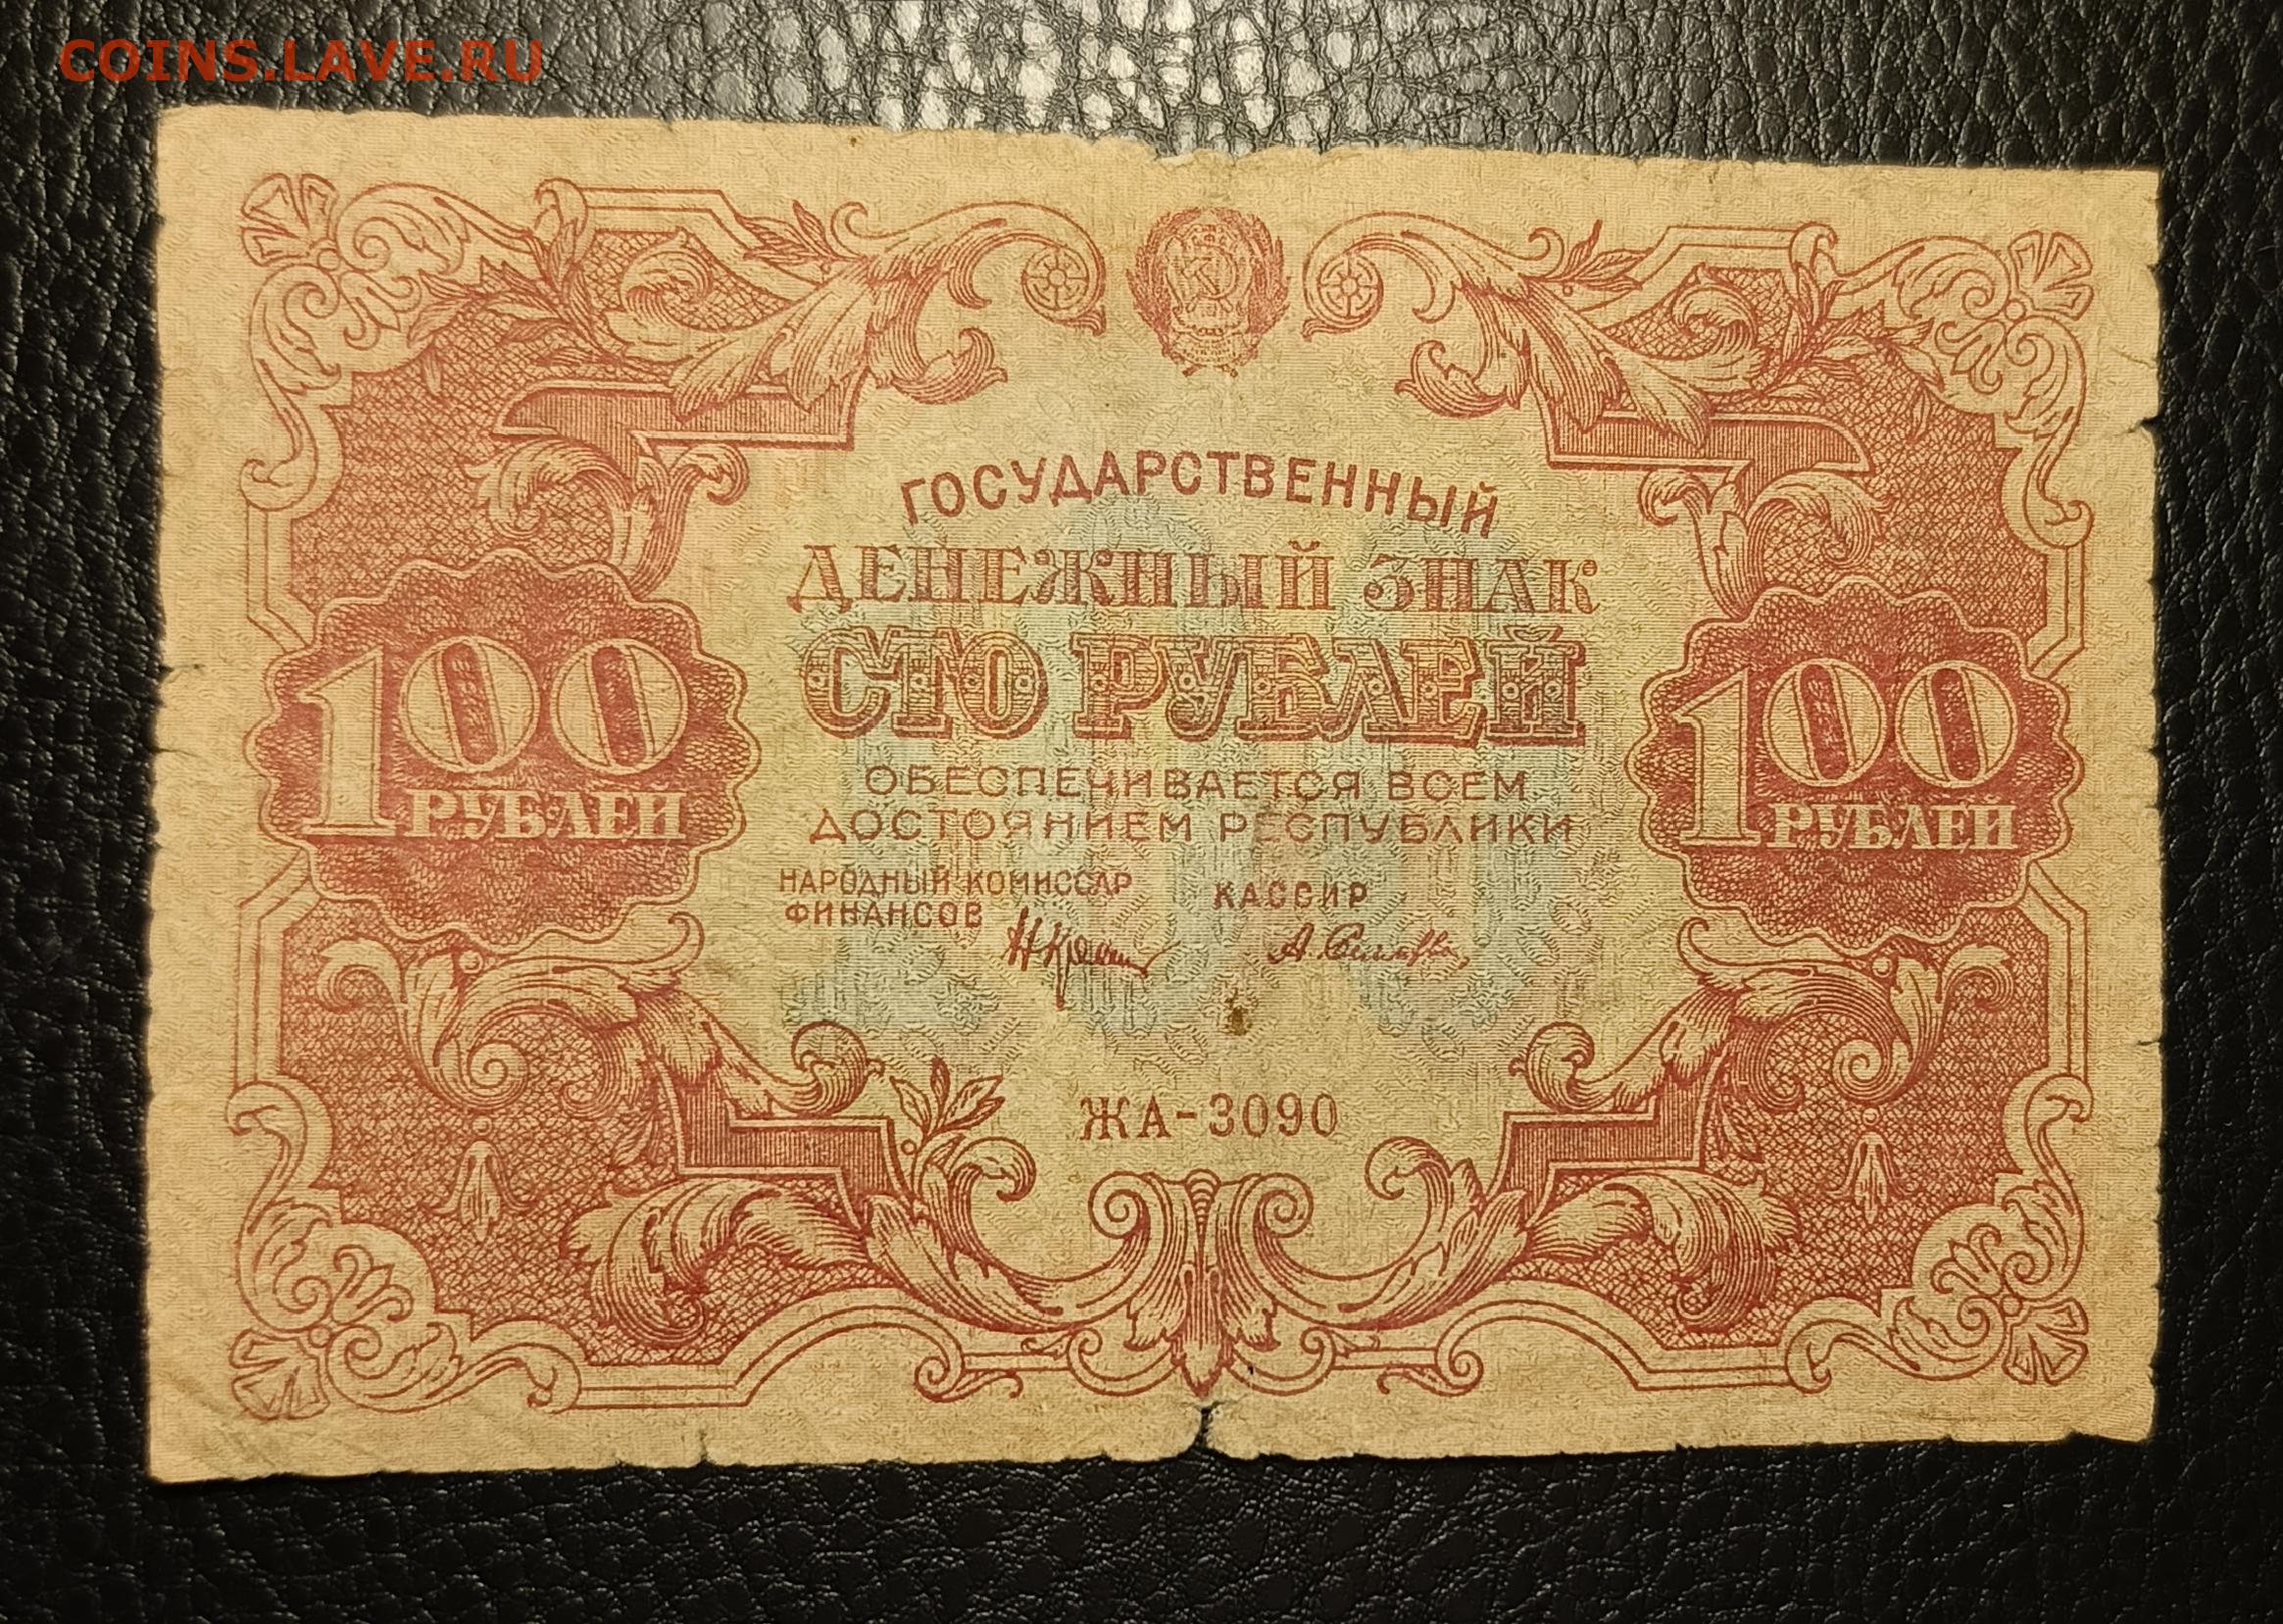 COINS.LAVE.RU
ГОСУДАРСТВЕННЫЙ
ДЕНЕЖНЫЙ ЗНАК
СТО РУБЛЕЙ
100 РУБЛЕЙ
100 РУБЛЕЙ
ОБЕСПЕЧИВАЕТСЯ ВСЕМ
ДОСТОЯНИЕМ РЕСПУБЛИКИ
НАРОДНЫЙ КОМИССАР
ФИНАНСОВ
КАССИР
ЖА-3090